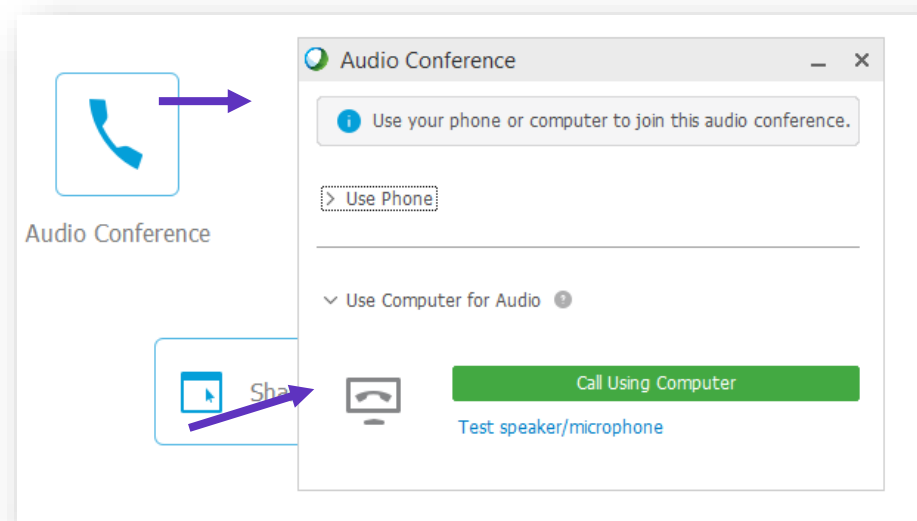 Audio Conference
Use your phone or computer to join this audio conference.
> Use Phone
Audio Conference
Use Computer for Audio ?
Sha
Call Using Computer
Test speaker/microphone